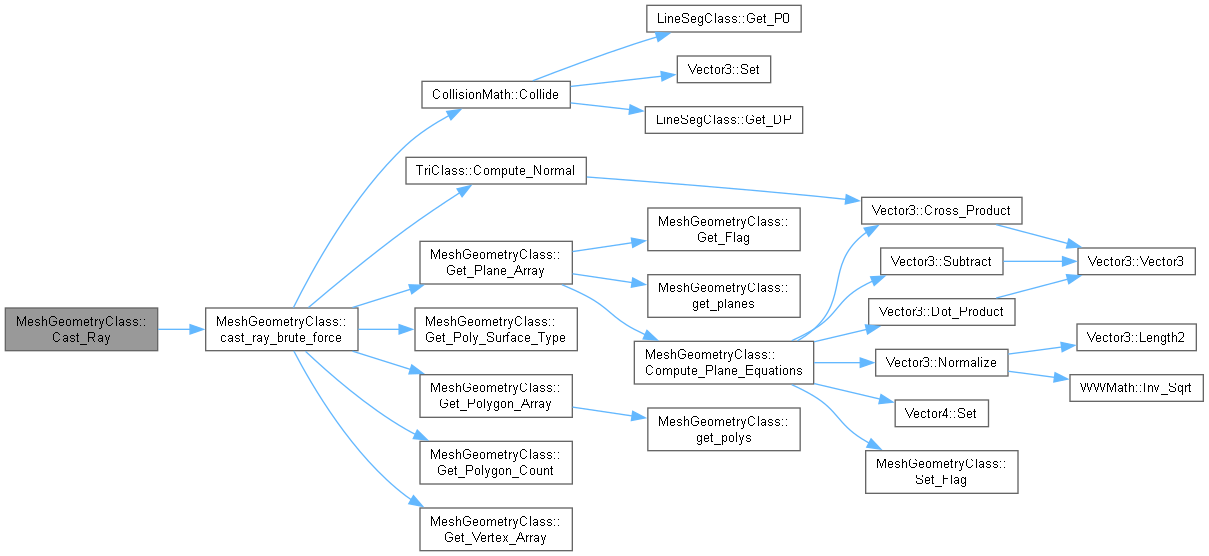 MeshGeometryClass::
Cast_Ray
MeshGeometryClass::
cast_ray_brute_force
CollisionMath::Collide
TriClass::Compute_Normal
MeshGeometryClass::
Get_Plane_Array
MeshGeometryClass::
Get_Poly_Surface_Type
MeshGeometryClass::
Get_Polygon_Array
MeshGeometryClass::
Get_Polygon_Count
MeshGeometryClass::
Get_Vertex_Array
LineSegClass::Get_P0
Vector3::Set
LineSegClass::Get_DP
MeshGeometryClass::
Get_Flag
MeshGeometryClass::
get_planes
MeshGeometryClass::
Compute_Plane_Equations
MeshGeometryClass::
get_polys
Vector3::Cross_Product
Vector3::Subtract
Vector3::Dot_Product
Vector3::Normalize
Vector4::Set
MeshGeometryClass::
Set_Flag
Vector3::Vector3
Vector3::Length2
WWMath::Inv_Sqrt